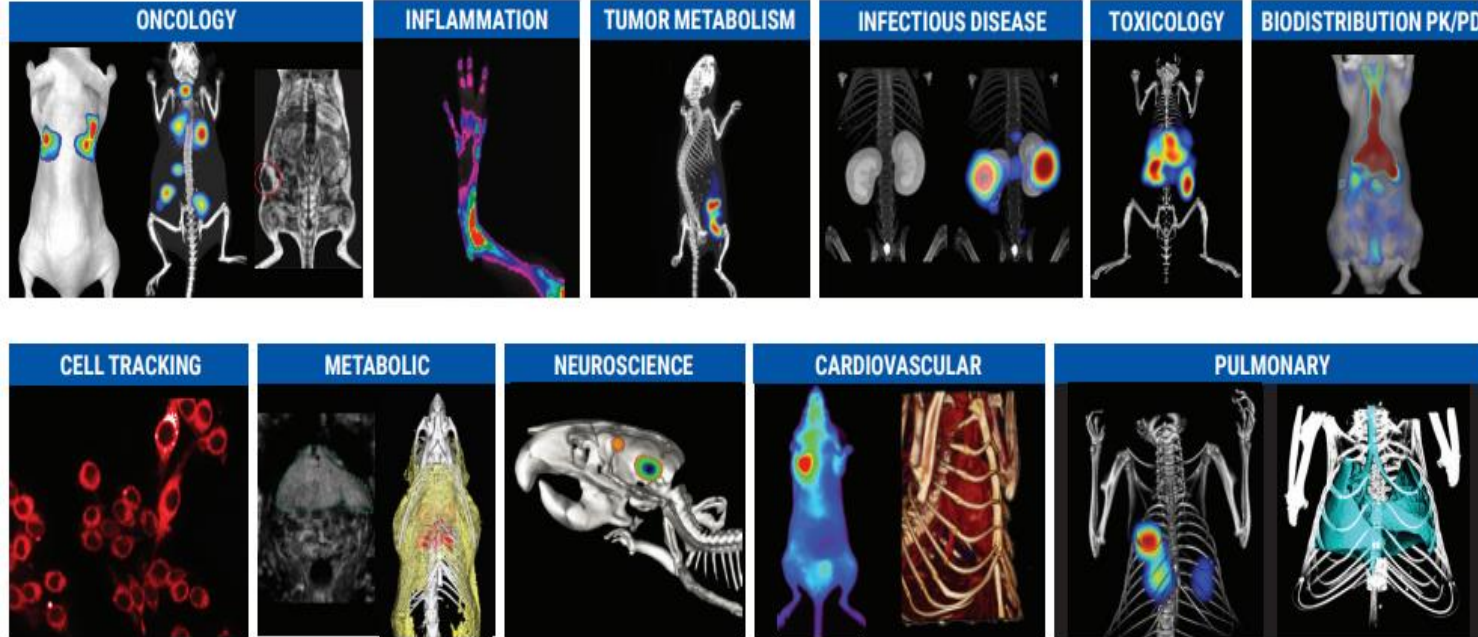 ONCOLOGY
INFLAMMATION
TUMOR METABOLISM
INFECTIOUS DISEASE
TOXICOLOGY
BIODISTRIBUTION PK/PD
CELL TRACKING
METABOLIC
NEUROSCIENCE
CARDIOVASCULAR
PULMONARY